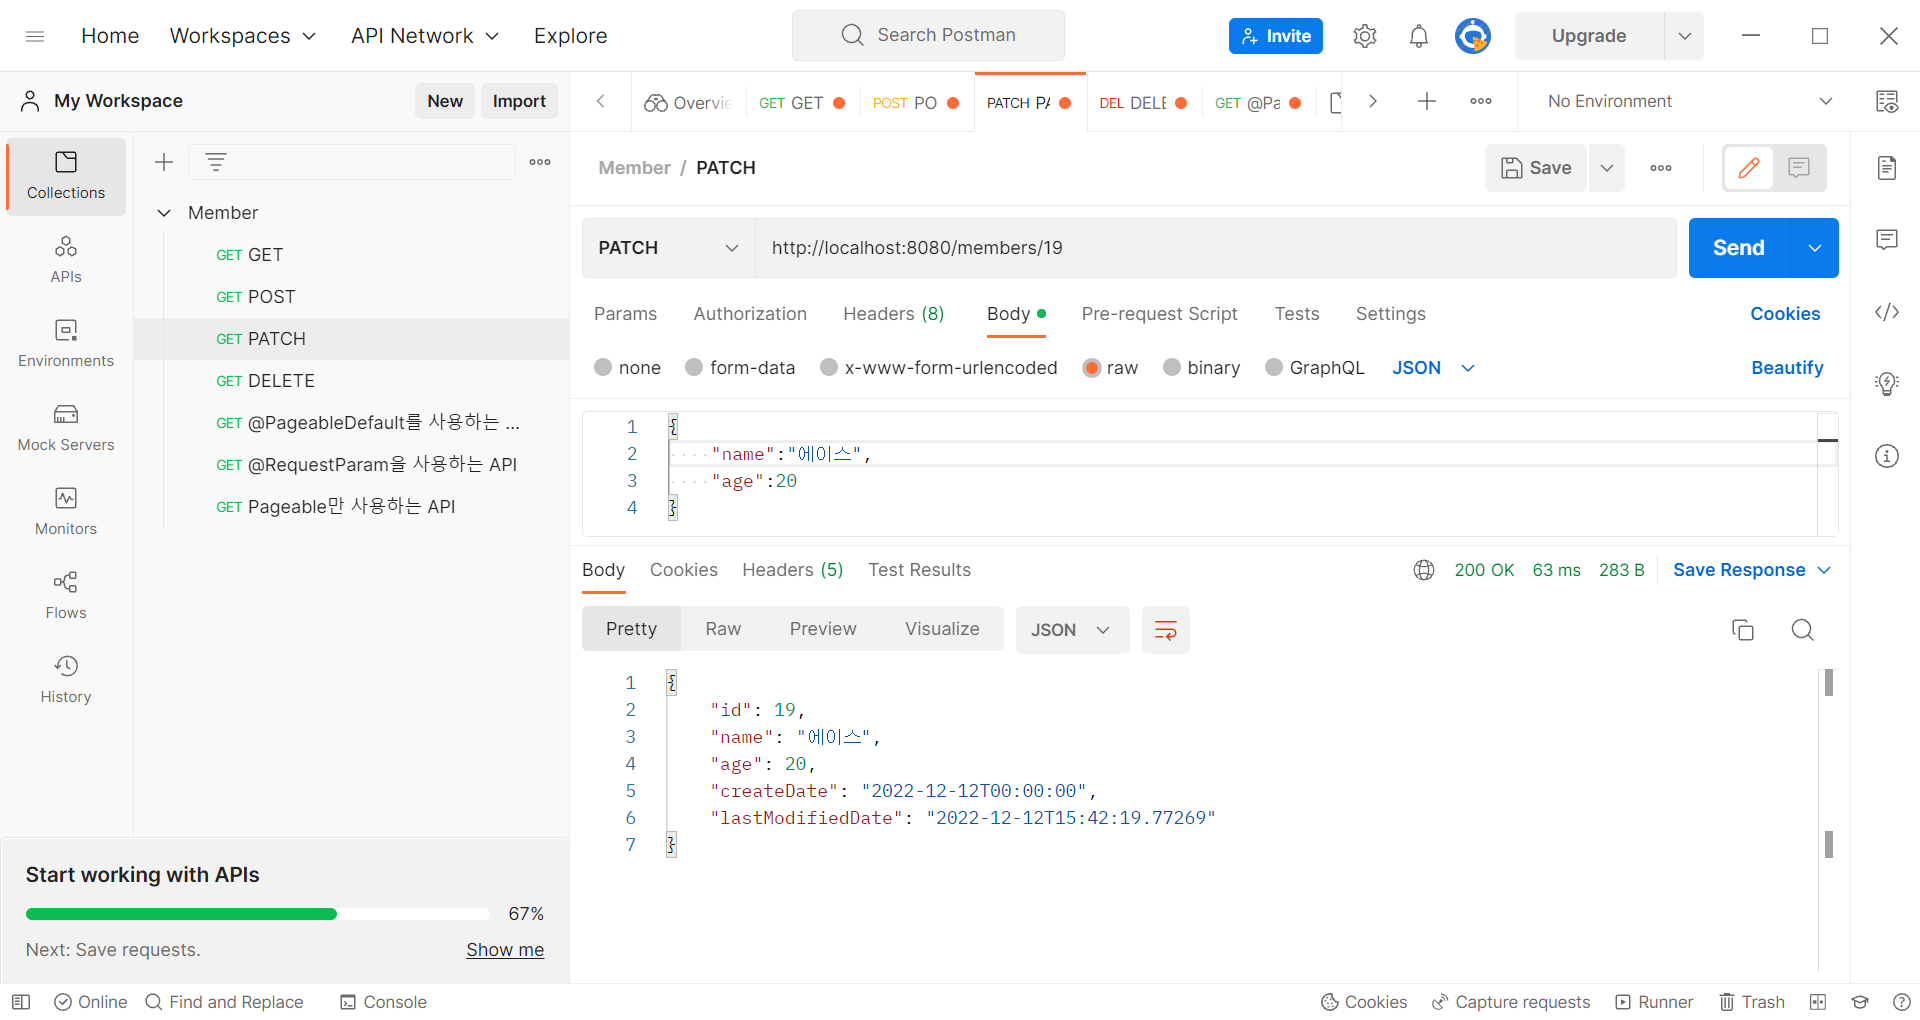 Home Workspaces API Network Explore Search Postman Invite Upgrade
My Workspace New Import
Overvie GET GET POST PO PATCH PA DEL DELE GET @Pa No Environment
Collections
APIs
Environments
Mock Servers
Monitors
Flows
History
Member
GET GET
GET POST
GET PATCH
GET DELETE
GET @PageableDefault를 사용하는 ...
GET @RequestParam을 사용하는 API
GET Pageable만 사용하는 API
Start working with APIs
67%
Next: Save requests. Show me
Member / PATCH Save
PATCH http://localhost:8080/members/19 Send
Params Authorization Headers (8) Body Pre-request Script Tests Settings Cookies
none form-data x-www-form-urlencoded raw binary GraphQL JSON Beautify
1 {
2 "name":"에이스",
3 "age":20
4 }
Body Cookies Headers (5) Test Results 200 OK 63 ms 283 B Save Response
Pretty Raw Preview Visualize JSON
1 {
2 "id": 19,
3 "name": "에이스",
4 "age": 20,
5 "createDate": "2022-12-12T00:00:00",
6 "lastModifiedDate": "2022-12-12T15:42:19.77269"
7 }
Online Find and Replace Console Cookies Capture requests Runner Trash